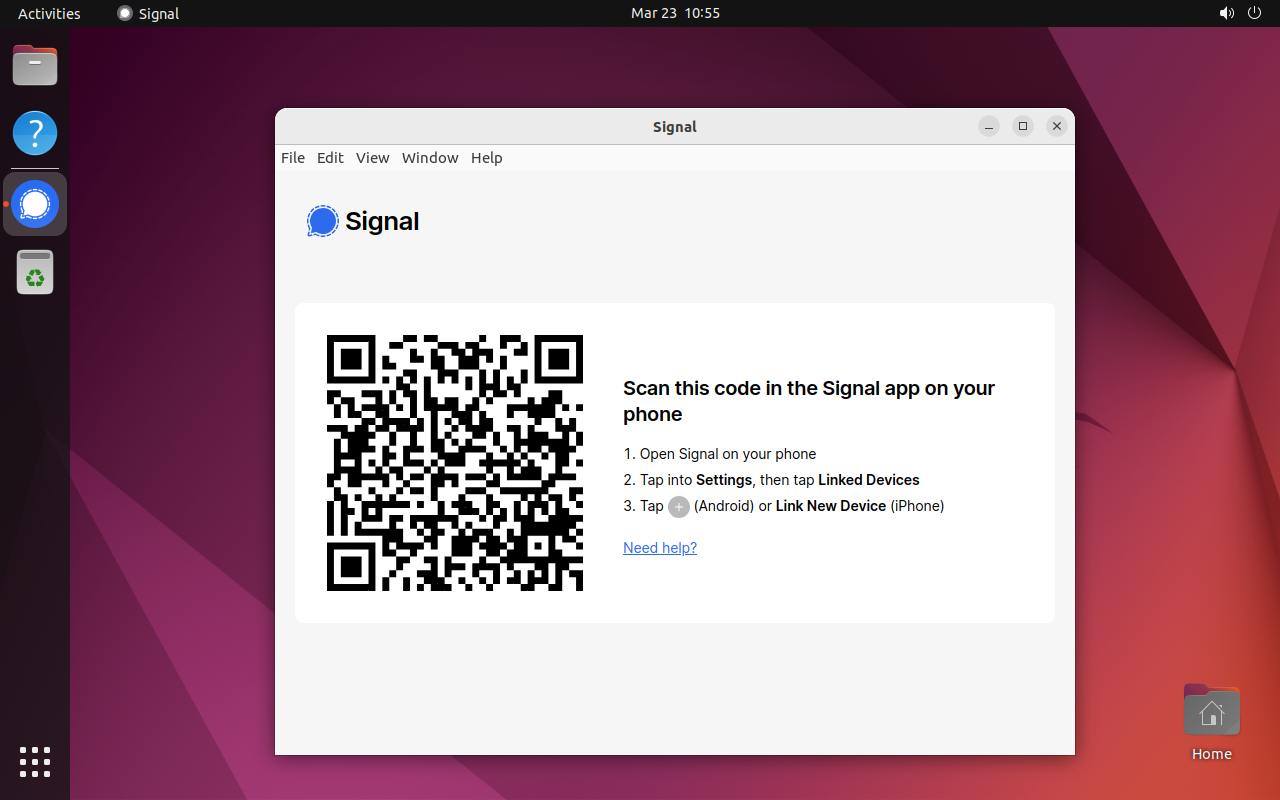 Activities
Signal
Mar 23 10:55
Signal
File Edit View Window Help
Signal
Scan this code in the Signal app on your
phone
1. Open Signal on your phone
2. Tap into Settings, then tap Linked Devices
3. Tap + (Android) or Link New Device (iPhone)
Need help?
Home